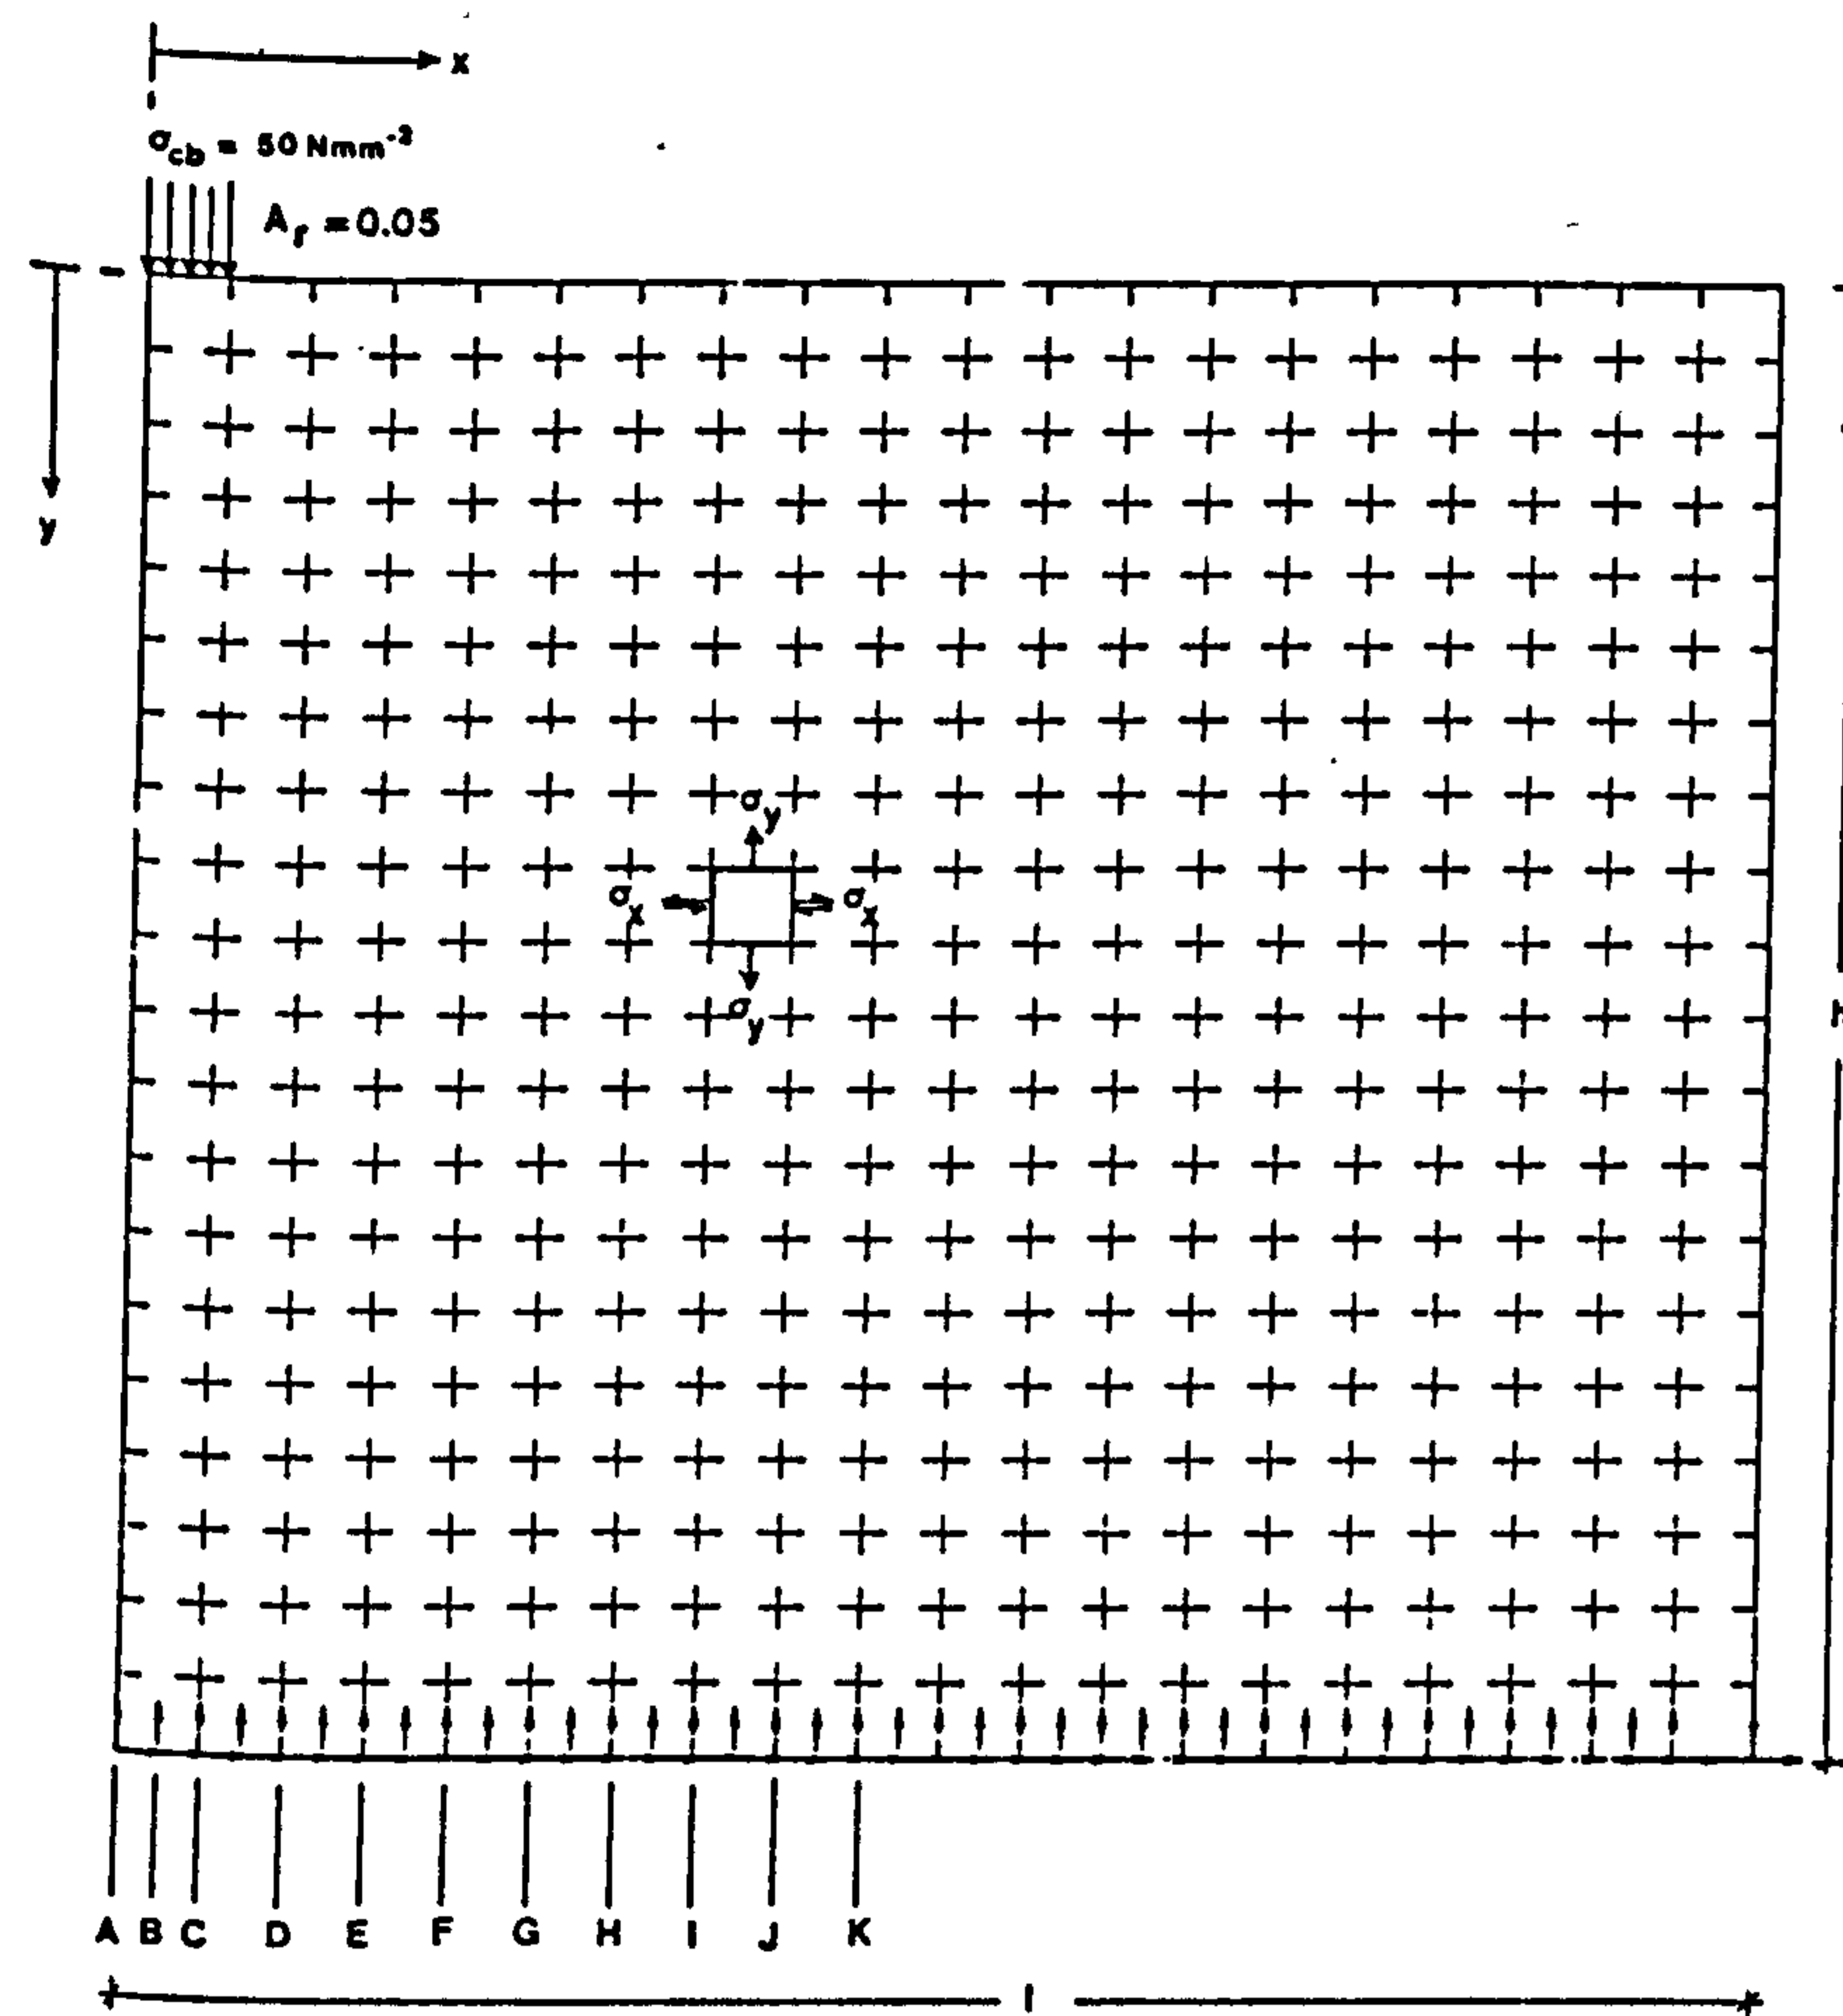 x
σcb = 50 Nmm⁻²
Ar = 0.05
y
σy
σx σx
σy
A B C D E F G H I J K
l